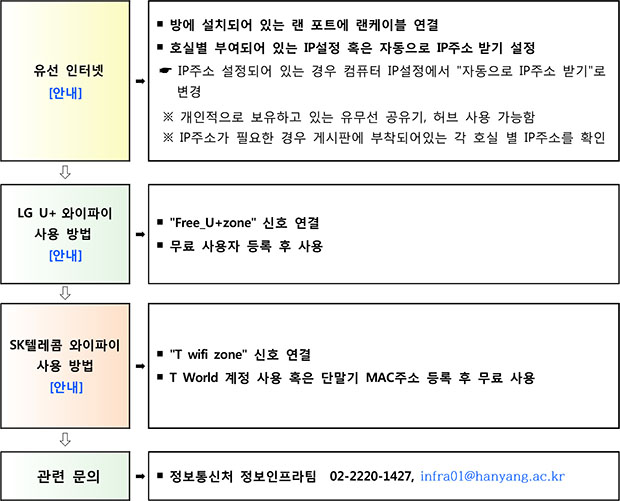 유선 인터넷
[안내]
■ 방에 설치되어 있는 랜 포트에 랜케이블 연결
■ 호실별 부여되어 있는 IP설정 혹은 자동으로 IP주소 받기 설정
☛ IP주소 설정되어 있는 경우 컴퓨터 IP설정에서 "자동으로 IP주소 받기"로
변경
※ 개인적으로 보유하고 있는 유무선 공유기, 허브 사용 가능함
※ IP주소가 필요한 경우 게시판에 부착되어있는 각 호실 별 IP주소를 확인
LG U+ 와이파이
사용 방법
[안내]
■ "Free_U+zone" 신호 연결
■ 무료 사용자 등록 후 사용
SK텔레콤 와이파이
사용 방법
[안내]
■ "T wifi zone" 신호 연결
■ T World 계정 사용 혹은 단말기 MAC주소 등록 후 무료 사용
관련 문의
■ 정보통신처 정보인프라팀 02-2220-1427, infra01@hanyang.ac.kr